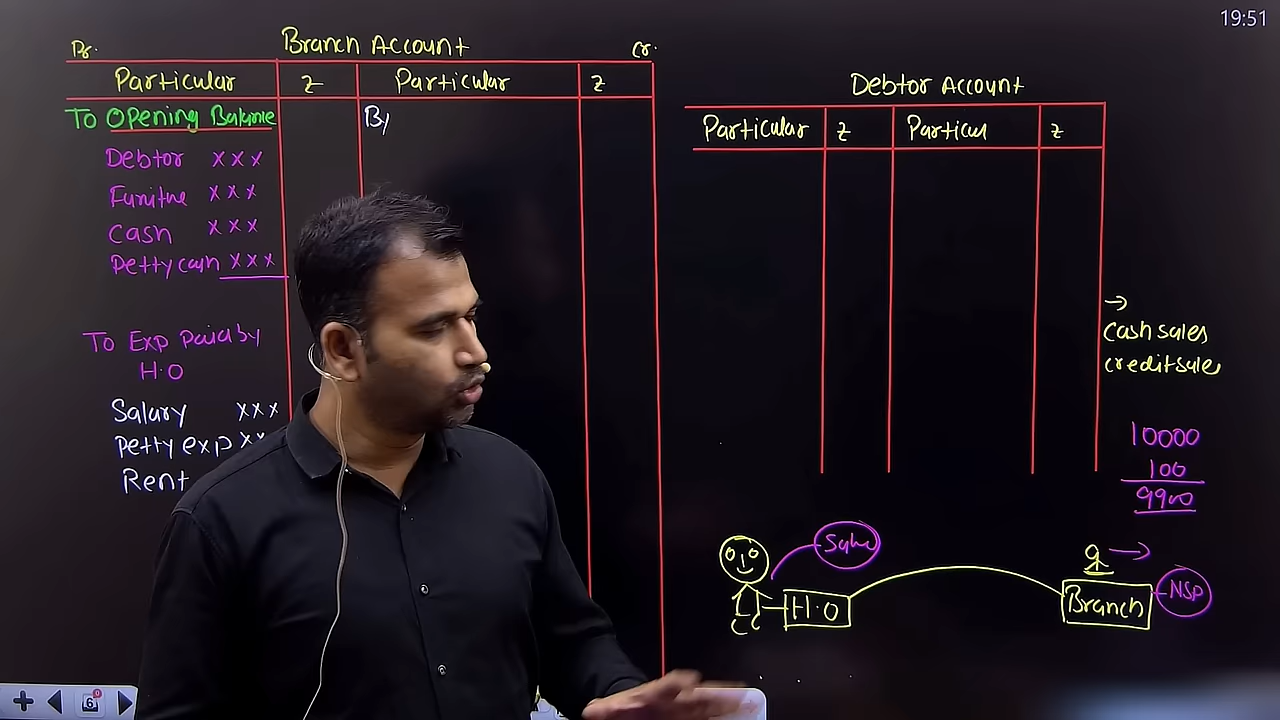 19:51
Dr. Branch Account Cr.
Particular ₹ Particular ₹
To Opening Balance By
Debtor xxx
Furnitue xxx
Cash xxx
Petty cash xxx
To Exp paid by
H.O
Salary xxx
Petty exp xx
Rent
Debtor Account
Particular ₹ Particul ₹
→
Cash sales
credit sale
10000
100
9900
H.O
Branch → NSP
6